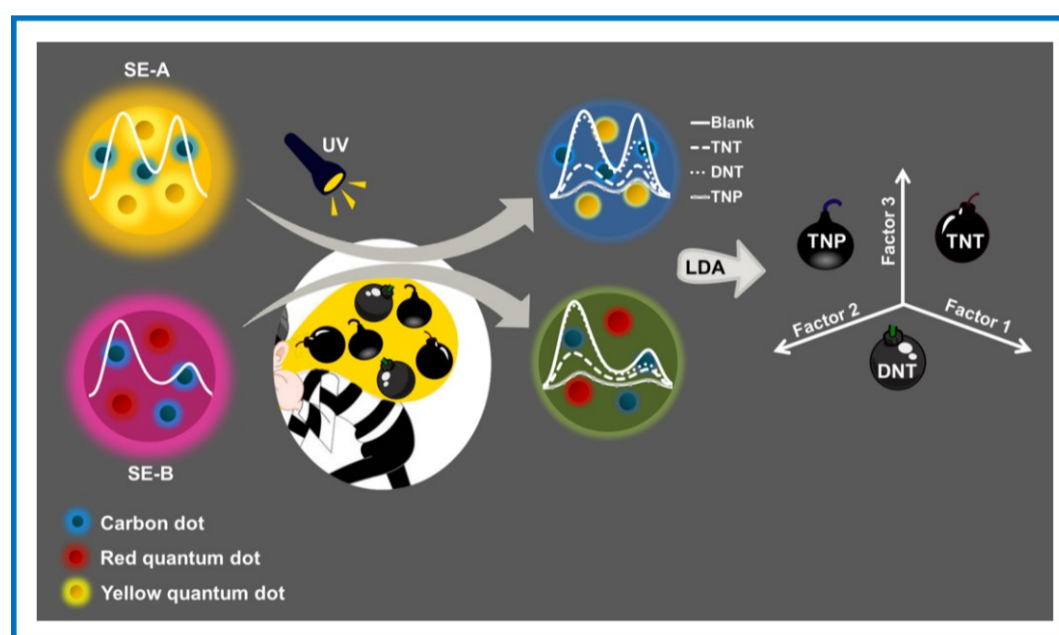 SE-A
UV
Blank
TNT
DNT
TNP
LDA
TNP
TNT
DNT
Factor 3
Factor 2
Factor 1
SE-B
Carbon dot
Red quantum dot
Yellow quantum dot